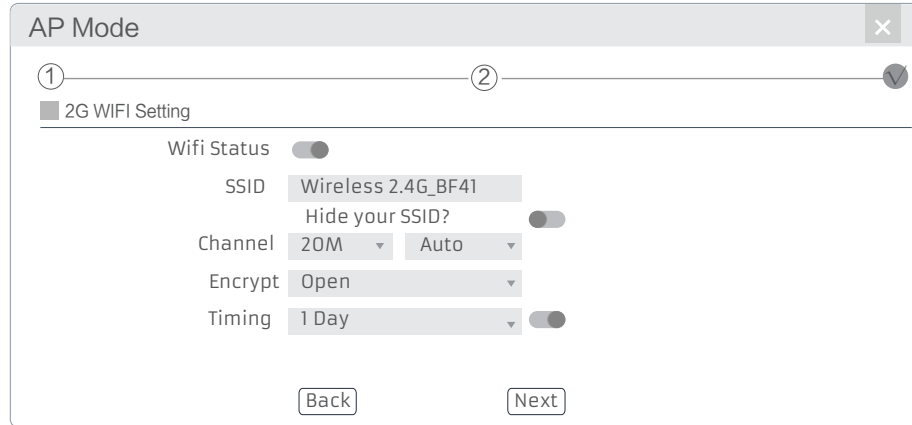 AP Mode
×
1 2 √
2G WIFI Setting
Wifi Status
SSID Wireless 2.4G_BF41
Hide your SSID?
Channel 20M Auto
Encrypt Open
Timing 1 Day
Back Next